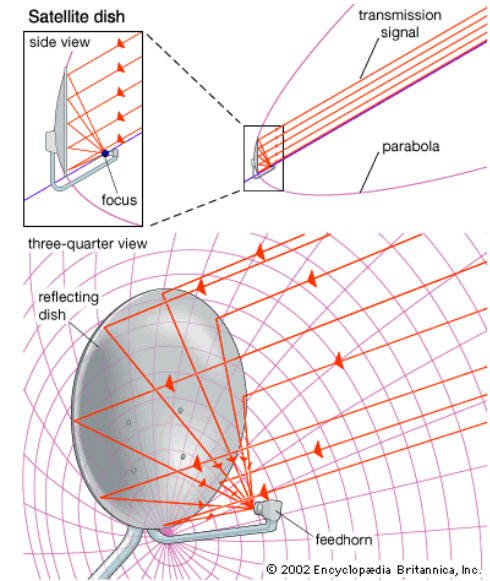 Satellite dish
side view
focus
transmission
signal
parabola
three-quarter view
reflecting
dish
feedhorn
© 2002 Encyclopædia Britannica, Inc.